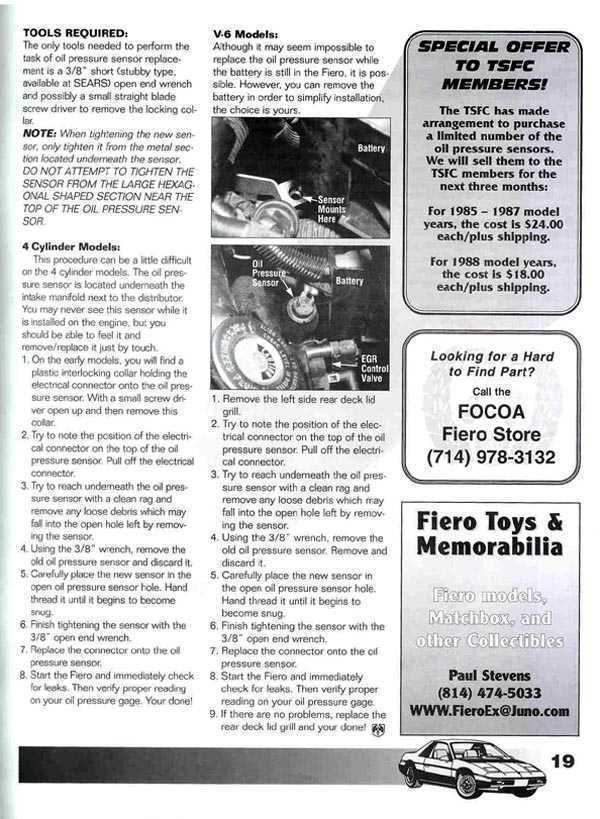 TOOLS REQUIRED:
The only tools needed to perform the
task of oil pressure sensor replace-
ment is a 3/8" short (stubby type,
available at SEARS) open end wrench
and possibly a small straight blade
screw driver to remove the locking col-
lar.
NOTE: When tightening the new sen-
sor, only tighten it from the metal sec-
tion located underneath the sensor.
DO NOT ATTEMPT TO TIGHTEN THE
SENSOR FROM THE LARGE HEXAG-
ONAL SHAPED SECTION NEAR THE
TOP OF THE OIL PRESSURE SEN-
SOR.
4 Cylinder Models:
This procedure can be a little difficult
on the 4 cylinder models. The oil pres-
sure sensor is located underneath the
intake manifold next to the distributor.
You may never see this sensor while it
is installed on the engine, but you
should be able to feel it and
remove/replace it just by touch.
1. On the early models, you will find a
plastic interlocking collar holding the
electrical connector onto the oil pres-
sure sensor. With a small screw dri-
ver open up and then remove this
collar.
2. Try to note the position of the electri-
cal connector on the top of the oil
pressure sensor. Pull off the electrical
connector.
3. Try to reach underneath the oil pres-
sure sensor with a clean rag and
remove any loose debris which may
fall into the open hole left by remov-
ing the sensor.
4. Using the 3/8" wrench, remove the
old oil pressure sensor and discard it.
5. Carefully place the new sensor in the
open oil pressure sensor hole. Hand
thread it until it begins to become
snug.
6. Finish tightening the sensor with the
3/8" open end wrench.
7. Replace the connector onto the oil
pressure sensor.
8. Start the Fiero and immediately check
for leaks. Then verify proper reading
on your oil pressure gage. Your done!
V-6 Models:
Although it may seem impossible to
replace the oil pressure sensor while
the battery is still in the Fiero, it is pos-
sible. However, you can remove the
battery in order to simplify installation,
the choice is yours.
Battery
Sensor
Mounts
Here
Oil
Pressure
Sensor
Battery
EGR
Control
Valve
1. Remove the left side rear deck lid
grill.
2. Try to note the position of the elec-
trical connector on the top of the oil
pressure sensor. Pull off the electri-
cal connector.
3. Try to reach underneath the oil pres-
sure sensor with a clean rag and
remove any loose debris which may
fall into the open hole left by remov-
ing the sensor.
4. Using the 3/8" wrench, remove the
old oil pressure sensor. Remove and
discard it.
5. Carefully place the new sensor in
the open oil pressure sensor hole.
Hand thread it until it begins to
become snug.
6. Finish tightening the sensor with the
3/8" open end wrench.
7. Replace the connector onto the oil
pressure sensor.
8. Start the Fiero and immediately
check for leaks. Then verify proper
reading on your oil pressure gage.
9. If there are no problems, replace the
rear deck lid grill and your done!
SPECIAL OFFER
TO TSFC
MEMBERS!
The TSFC has made
arrangement to purchase
a limited number of the
oil pressure sensors.
We will sell them to the
TSFC members for the
next three months:
For 1985 – 1987 model
years, the cost is $24.00
each/plus shipping.
For 1988 model years,
the cost is $18.00
each/plus shipping.
Looking for a Hard
to Find Part?
Call the
FOCOA
Fiero Store
(714) 978-3132
Fiero Toys &
Memorabilia
Fiero models,
Matchbox, and
other Collectibles
Paul Stevens
(814) 474-5033
WWW.FieroEx@Juno.com
19